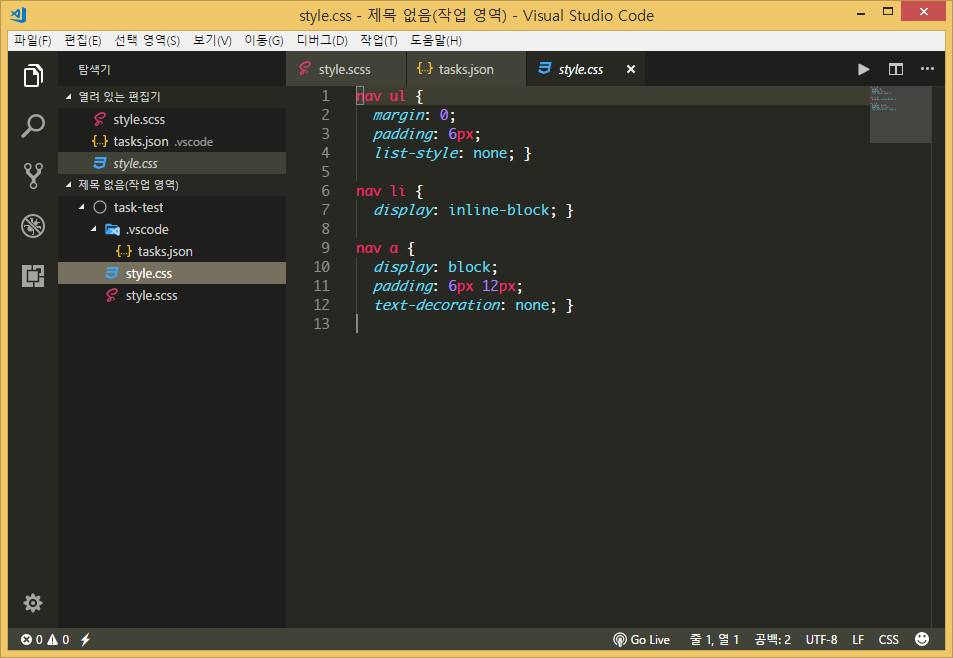 style.css - 제목 없음(작업 영역) - Visual Studio Code
파일(F) 편집(E) 선택 영역(S) 보기(V) 이동(G) 디버그(D) 작업(T) 도움말(H)
탐색기
열려 있는 편집기
style.scss
tasks.json .vscode
style.css
제목 없음(작업 영역)
task-test
.vscode
{..} tasks.json
style.css
style.scss
style.scss {..} tasks.json style.css
1 nav ul {
2 margin: 0;
3 padding: 6px;
4 list-style: none; }
5
6 nav li {
7 display: inline-block; }
8
9 nav a {
10 display: block;
11 padding: 6px 12px;
12 text-decoration: none; }
13
0 0 Go Live 줄 1, 열 1 공백: 2 UTF-8 LF CSS